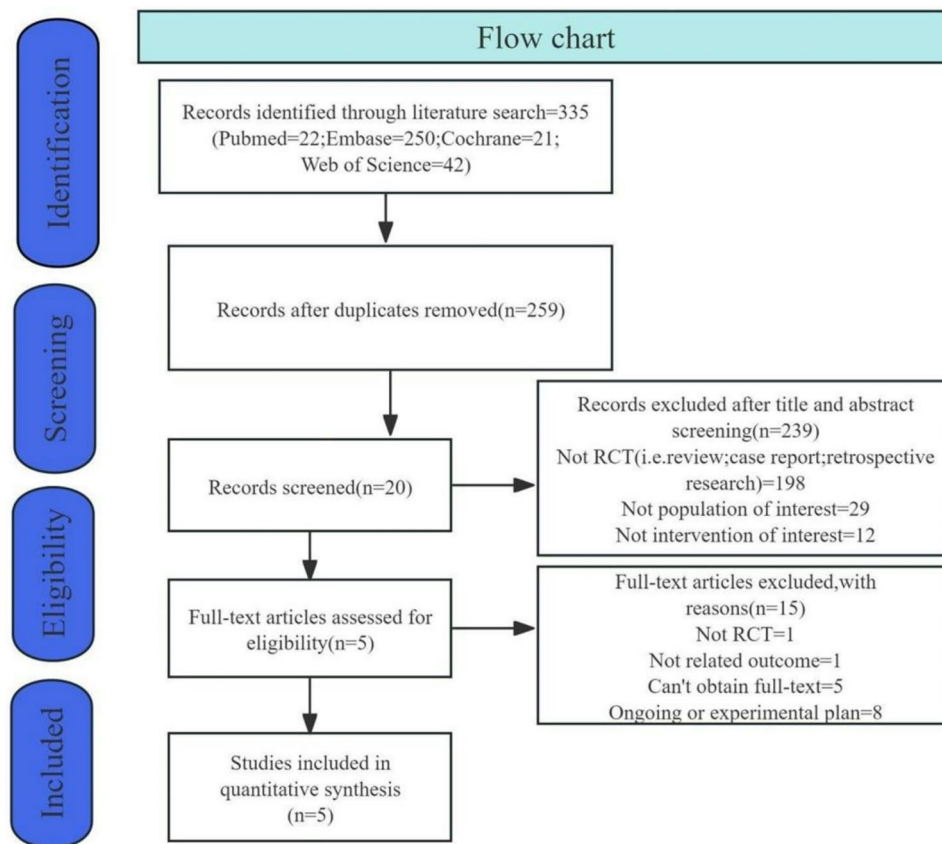 Flow chart
Identification
Records identified through literature search=335
(Pubmed=22;Embase=250;Cochrane=21;
Web of Science=42)
Screening
Records after duplicates removed(n=259)
Records screened(n=20)
Records excluded after title and abstract
screening(n=239)
Not RCT(i.e.review;case report;retrospective
research)=198
Not population of interest=29
Not intervention of interest=12
Eligibility
Full-text articles assessed for
eligibility(n=5)
Full-text articles excluded,with
reasons(n=15)
Not RCT=1
Not related outcome=1
Can't obtain full-text=5
Ongoing or experimental plan=8
Included
Studies included in
quantitative synthesis
(n=5)